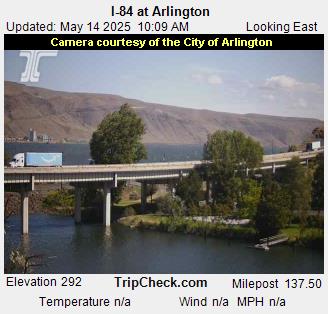 I-84 at Arlington
Updated: May 14 2025 10:09 AM Looking East
Camera courtesy of the City of Arlington
Elevation 292 TripCheck.com Milepost 137.50
Temperature n/a Wind n/a MPH n/a